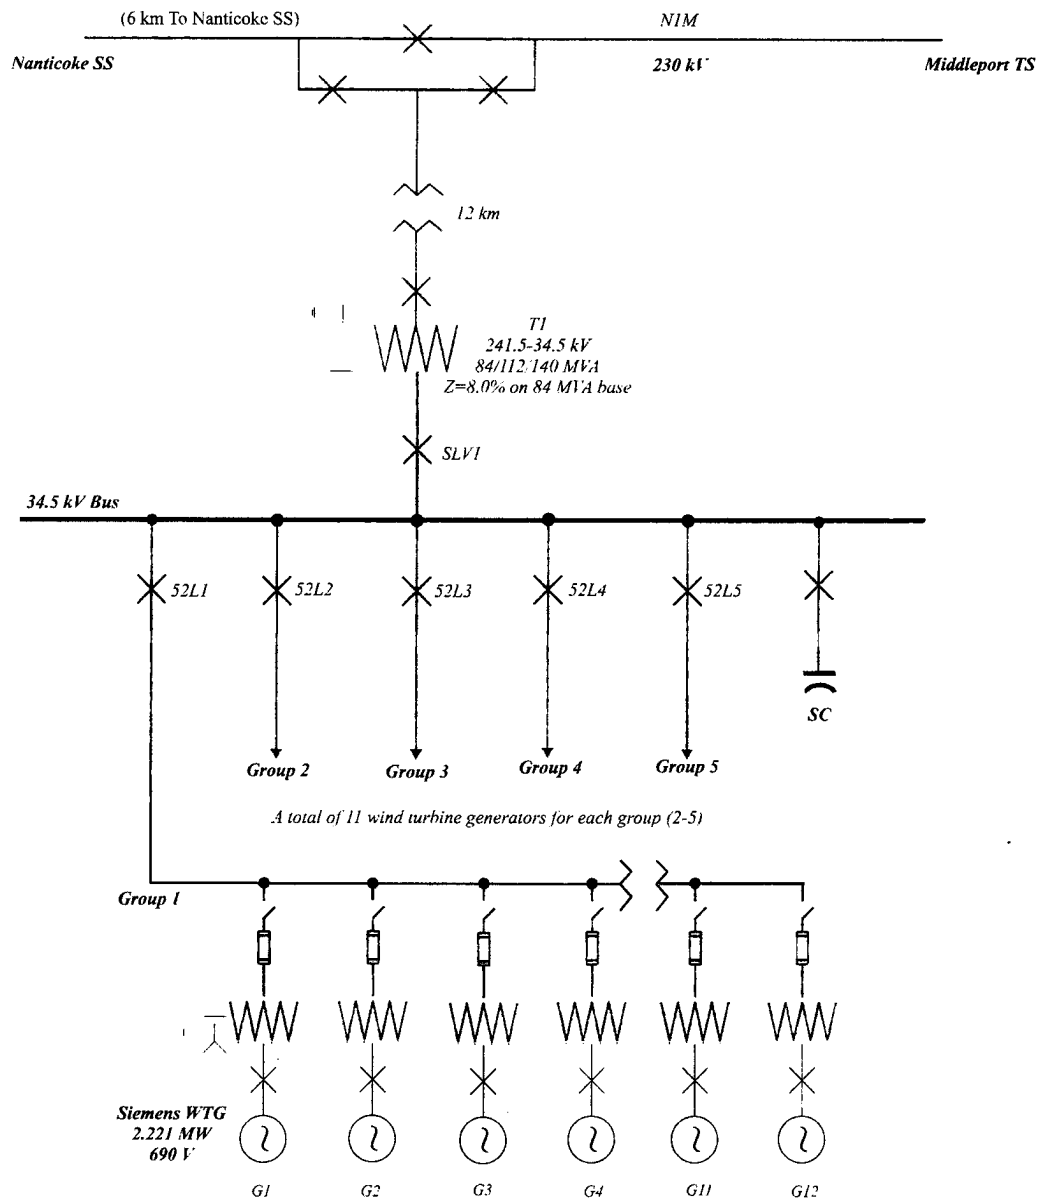 (6 km To Nanticoke SS)
N1M
Nanticoke SS
230 kV
Middleport TS
12 km
T1
241.5-34.5 kV
84/112/140 MVA
Z=8.0% on 84 MVA base
SLV1
34.5 kV Bus
52L1
52L2
52L3
52L4
52L5
SC
Group 2
Group 3
Group 4
Group 5
A total of 11 wind turbine generators for each group (2-5)
Group 1
Siemens WTG
2.221 MW
690 V
G1
G2
G3
G4
G11
G12